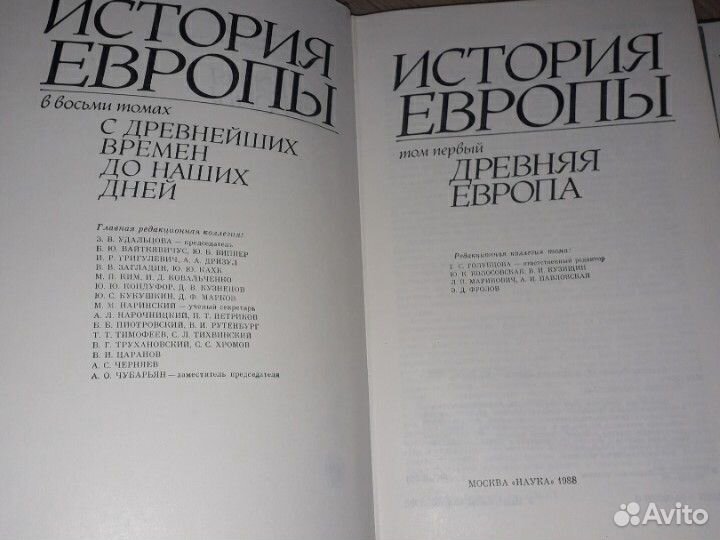 ИСТОРИЯ
ЕВРОПЫ
в восьми томах
С ДРЕВНЕЙШИХ
ВРЕМЕН
ДО НАШИХ
ДНЕЙ
Главная редакционная коллегия:
З. В. УДАЛЬЦОВА — председатель
Б. Ю. ВАЙТКЯВИЧУС, Ю. Б. ВИППЕР
И. Р. ГРИГУЛЕВИЧ, А. А. ДРИЗУЛ
В. В. ЗАГЛАДИН, Ю. Ю. КАХК
М. П. КИМ, И. Д. КОВАЛЬЧЕНКО
Ю. Ю. КОНДУФОР, Д. В. КУЗНЕЦОВ
Ю. С. КУКУШКИН, Д. Ф. МАРКОВ
М. М. НАРИНСКИЙ — ученый секретарь
А. Л. НАРОЧНИЦКИЙ, П. Т. ПЕТРИКОВ
Б. Б. ПИОТРОВСКИЙ, В. И. РУТЕНБУРГ
Т. Т. ТИМОФЕЕВ, С. Л. ТИХВИНСКИЙ
В. Г. ТРУХАНОВСКИЙ, С. С. ХРОМОВ
В. И. ЦАРАНОВ
А. С. ЧЕРНЯЕВ
А. О. ЧУБАРЬЯН — заместитель председателя
ИСТОРИЯ
ЕВРОПЫ
том первый
ДРЕВНЯЯ
ЕВРОПА
Редакционная коллегия тома:
Е. С. ГОЛУБЦОВА — ответственный редактор
Ю. К. КОЛОСОВСКАЯ, В. И. КУЗИЩИН
Л. П. МАРИНОВИЧ, А. И. ПАВЛОВСКАЯ
Э. Д. ФРОЛОВ
МОСКВА «НАУКА» 1988
Avito